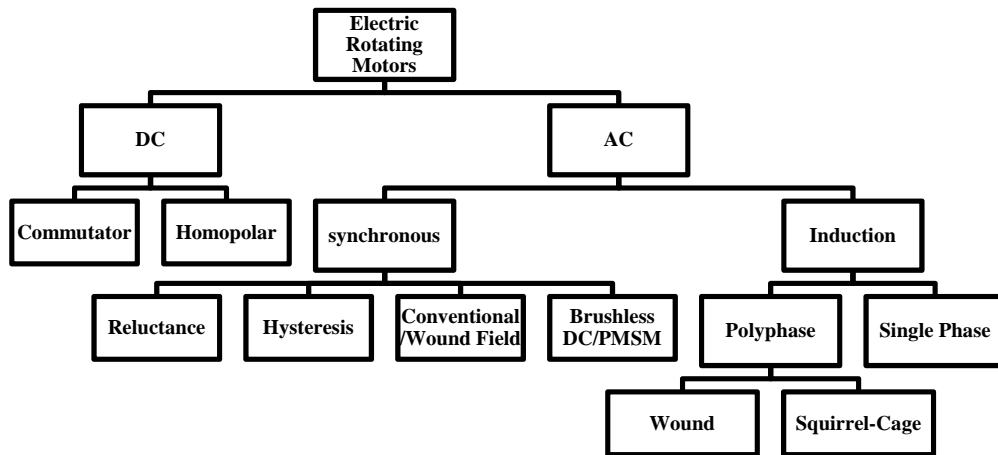 Electric
Rotating
Motors
DC
AC
Commutator
Homopolar
synchronous
Induction
Reluctance
Hysteresis
Conventional
/Wound Field
Brushless
DC/PMSM
Polyphase
Single Phase
Wound
Squirrel-Cage